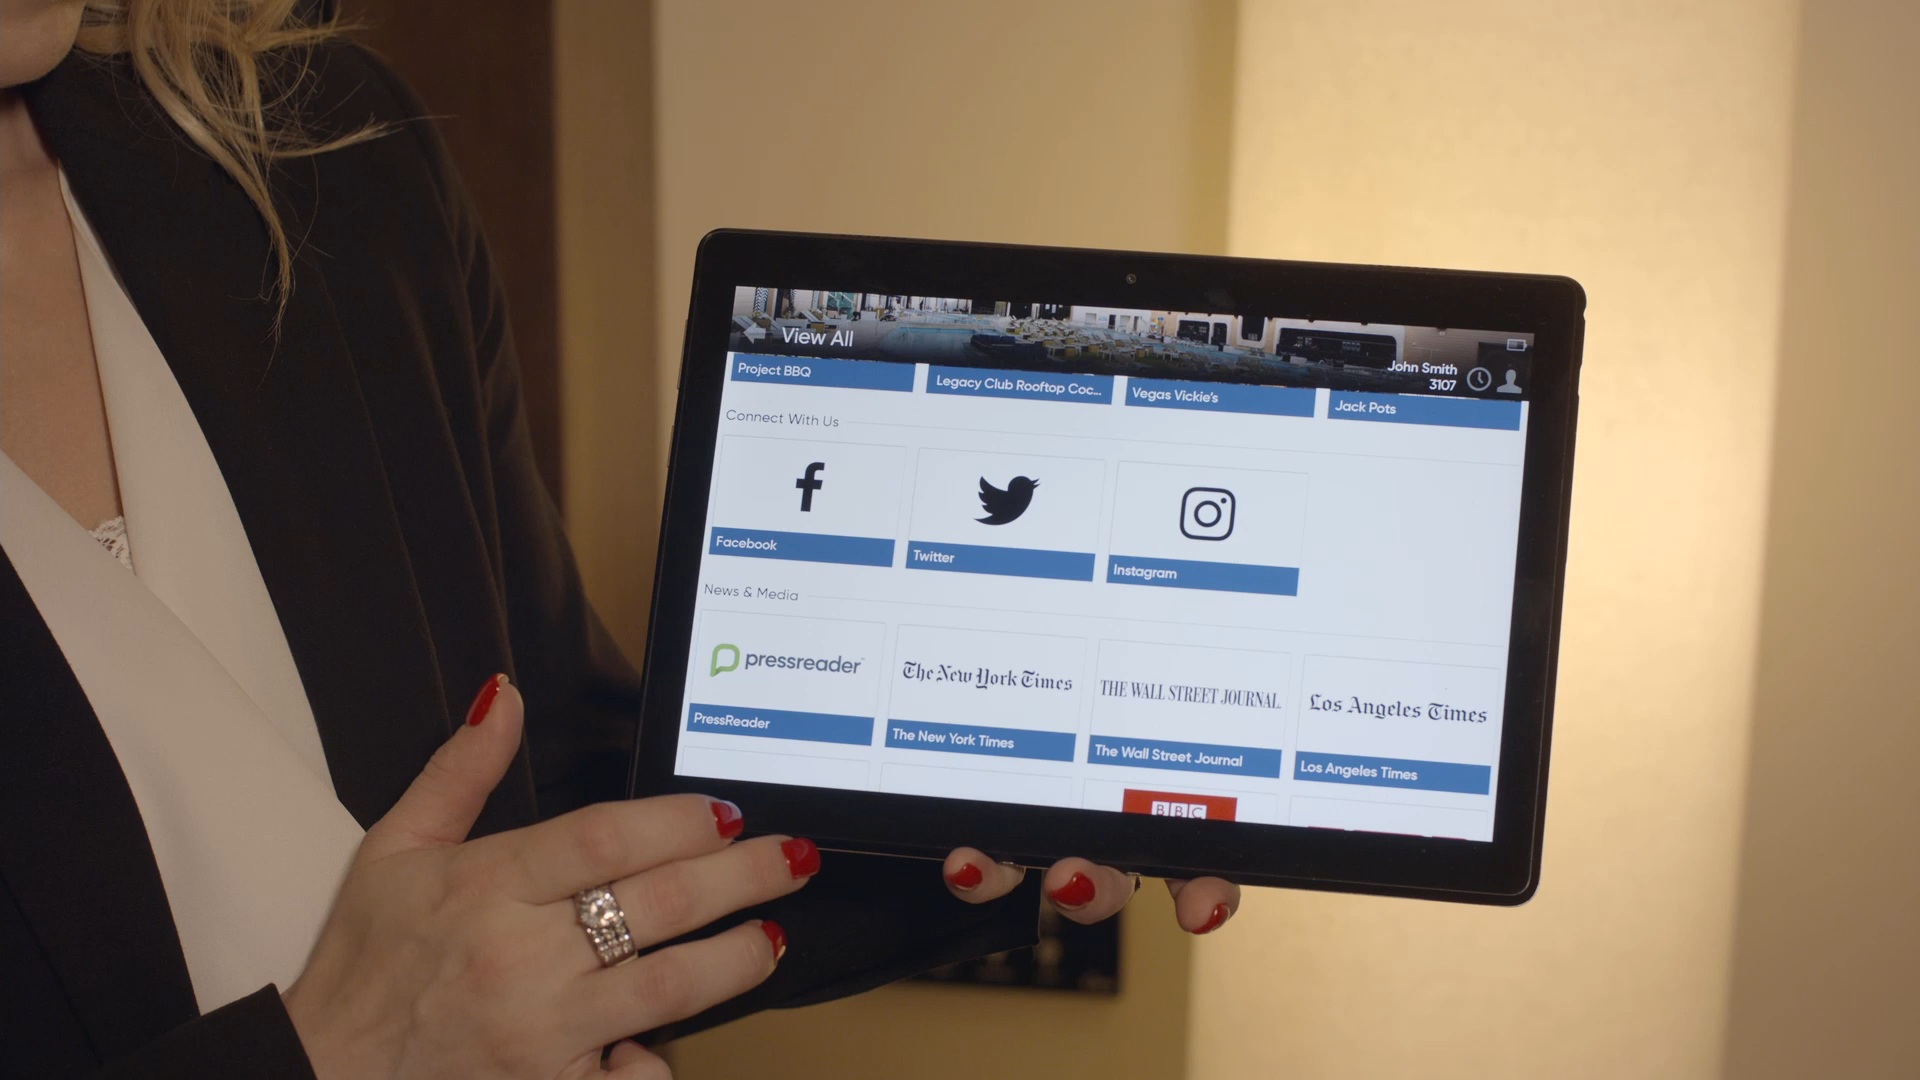 View All
John Smith
3107
Project BBQ
Legacy Club Rooftop Coc...
Vegas Vickie's
Jack Pots
Connect With Us
Facebook
Twitter
Instagram
News & Media
pressreader
The New York Times
THE WALL STREET JOURNAL
Los Angeles Times
PressReader
The New York Times
The Wall Street Journal
Los Angeles Times
BBC